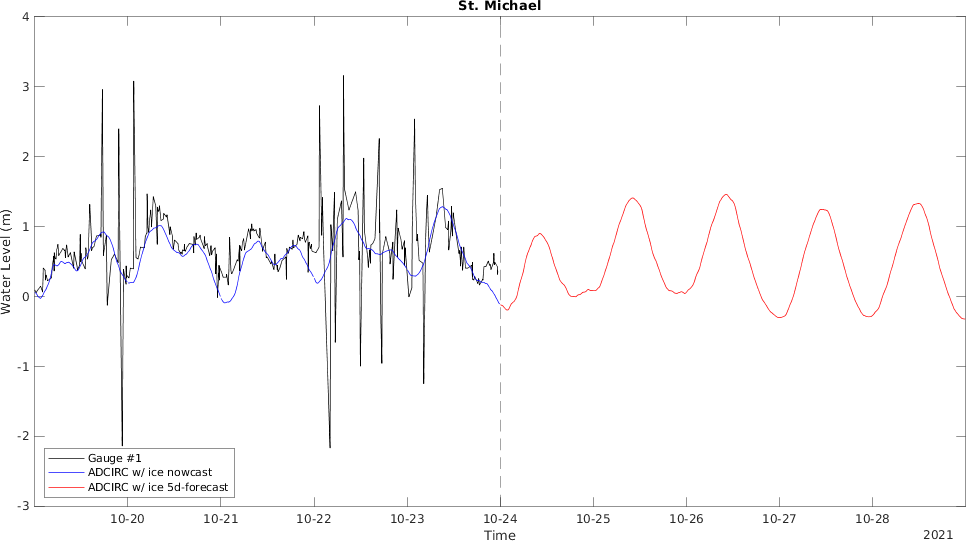 St. Michael
Water Level (m)
4
3
2
1
0
-1
-2
-3
Gauge #1
ADCIRC w/ ice nowcast
ADCIRC w/ ice 5d-forecast
10-20 10-21 10-22 10-23 10-24 10-25 10-26 10-27 10-28
Time
2021